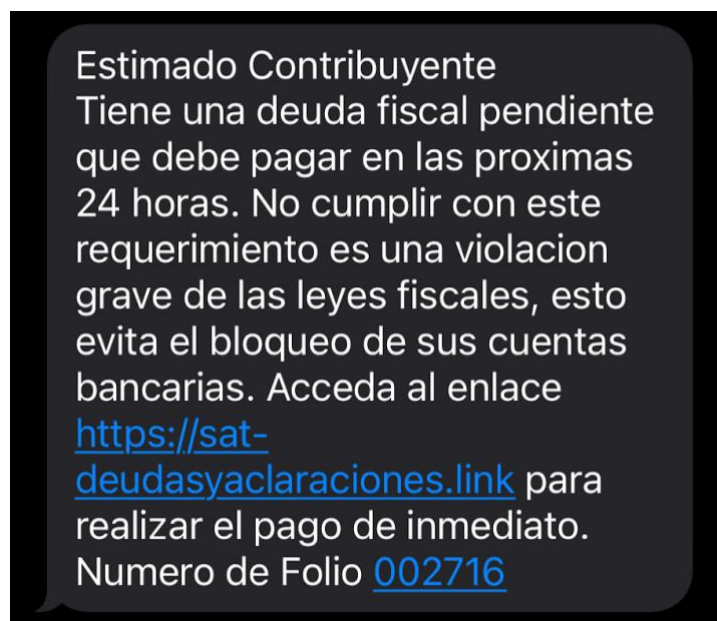 Estimado Contribuyente
Tiene una deuda fiscal pendiente
que debe pagar en las proximas
24 horas. No cumplir con este
requerimiento es una violacion
grave de las leyes fiscales, esto
evita el bloqueo de sus cuentas
bancarias. Acceda al enlace
https://sat-
deudasyaclaraciones.link para
realizar el pago de inmediato.
Numero de Folio 002716